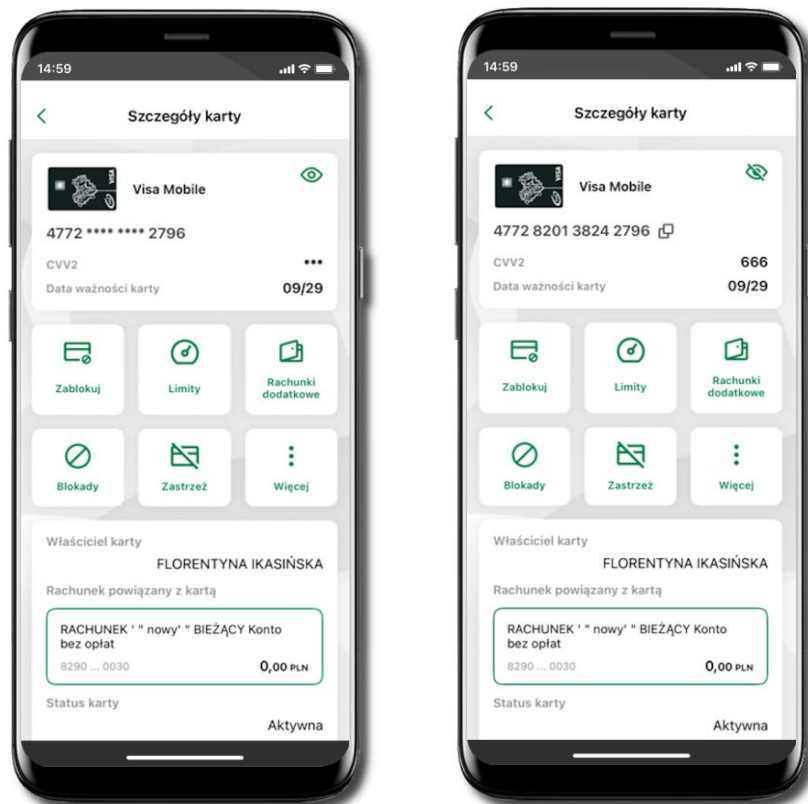 14:59
Szczegóły karty
VISA
Visa Mobile
4772 **** **** 2796
CVV2 ***
Data ważności karty 09/29
Zablokuj Limity Rachunki
dodatkowe
Blokady Zastrzeż Więcej
Właściciel karty
FLORENTYNA IKASIŃSKA
Rachunek powiązany z kartą
RACHUNEK ' " nowy' " BIEŻĄCY Konto
bez opłat
8290 ... 0030 0,00 PLN
Status karty
Aktywna
14:59
Szczegóły karty
VISA
Visa Mobile
4772 8201 3824 2796
CVV2 666
Data ważności karty 09/29
Zablokuj Limity Rachunki
dodatkowe
Blokady Zastrzeż Więcej
Właściciel karty
FLORENTYNA IKASIŃSKA
Rachunek powiązany z kartą
RACHUNEK ' " nowy' " BIEŻĄCY Konto
bez opłat
8290 ... 0030 0,00 PLN
Status karty
Aktywna